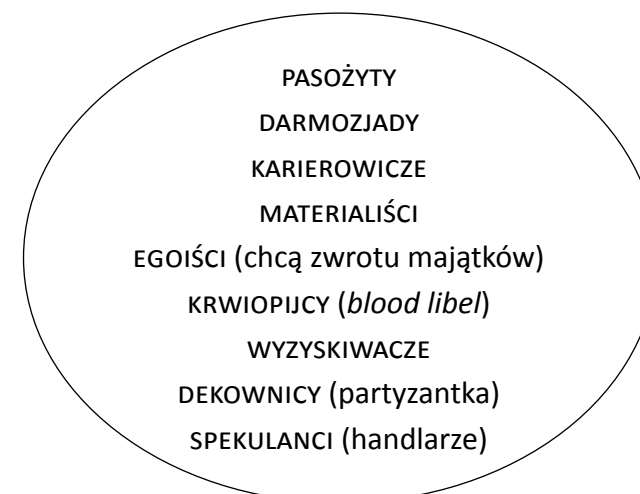 PASOŻYTY
DARMOZJADY
KARIEROWICZE
MATERIALIŚCI
EGOIŚCI (chcą zwrotu majątków)
KRWIOPIJCY (blood libel)
WYZYSKIWACZE
DEKOWNICY (partyzantka)
SPEKULANCI (handlarze)